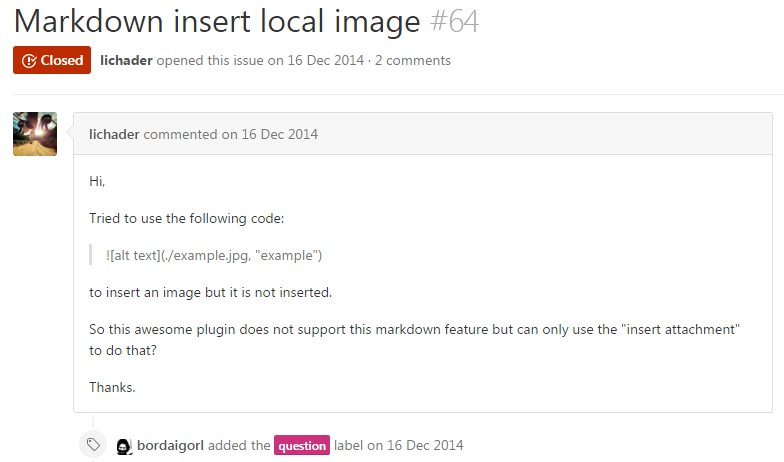 Markdown insert local image #64
Closed lichader opened this issue on 16 Dec 2014 · 2 comments
lichader commented on 16 Dec 2014
Hi,
Tried to use the following code:
![alt text](./example.jpg, "example")
to insert an image but it is not inserted.
So this awesome plugin does not support this markdown feature but can only use the "insert attachment"
to do that?
Thanks.
bordaigorl added the question label on 16 Dec 2014